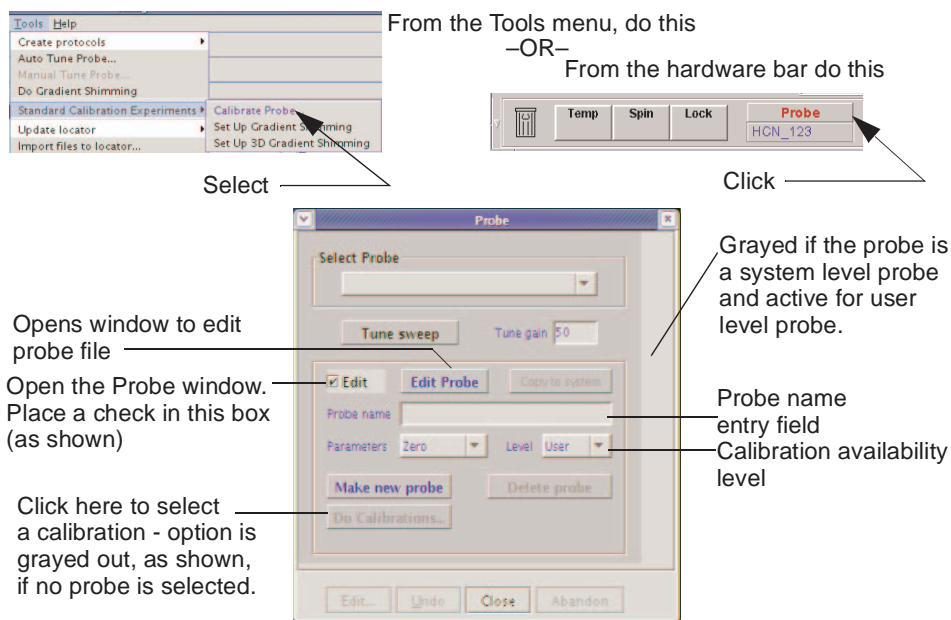 Tools Help
Create protocols
Auto Tune Probe...
Manual Tune Probe...
Do Gradient Shimming
Standard Calibration Experiments
Calibrate Probe
Update locator
Set Up Gradient Shimming
Import files to locator...
Set Up 3D Gradient Shimming
Select
From the Tools menu, do this
–OR–
From the hardware bar do this
Temp Spin Lock Probe
HCN_123
Click
Probe
Select Probe
Tune sweep Tune gain 50
Edit Edit Probe Copy to system
Probe name
Parameters Zero Level User
Make new probe Delete probe
Do Calibrations...
Edit... Undo Close Abandon
Opens window to edit
probe file
Open the Probe window.
Place a check in this box
(as shown)
Click here to select
a calibration - option is
grayed out, as shown,
if no probe is selected.
Grayed if the probe is
a system level probe
and active for user
level probe.
Probe name
entry field
Calibration availability
level